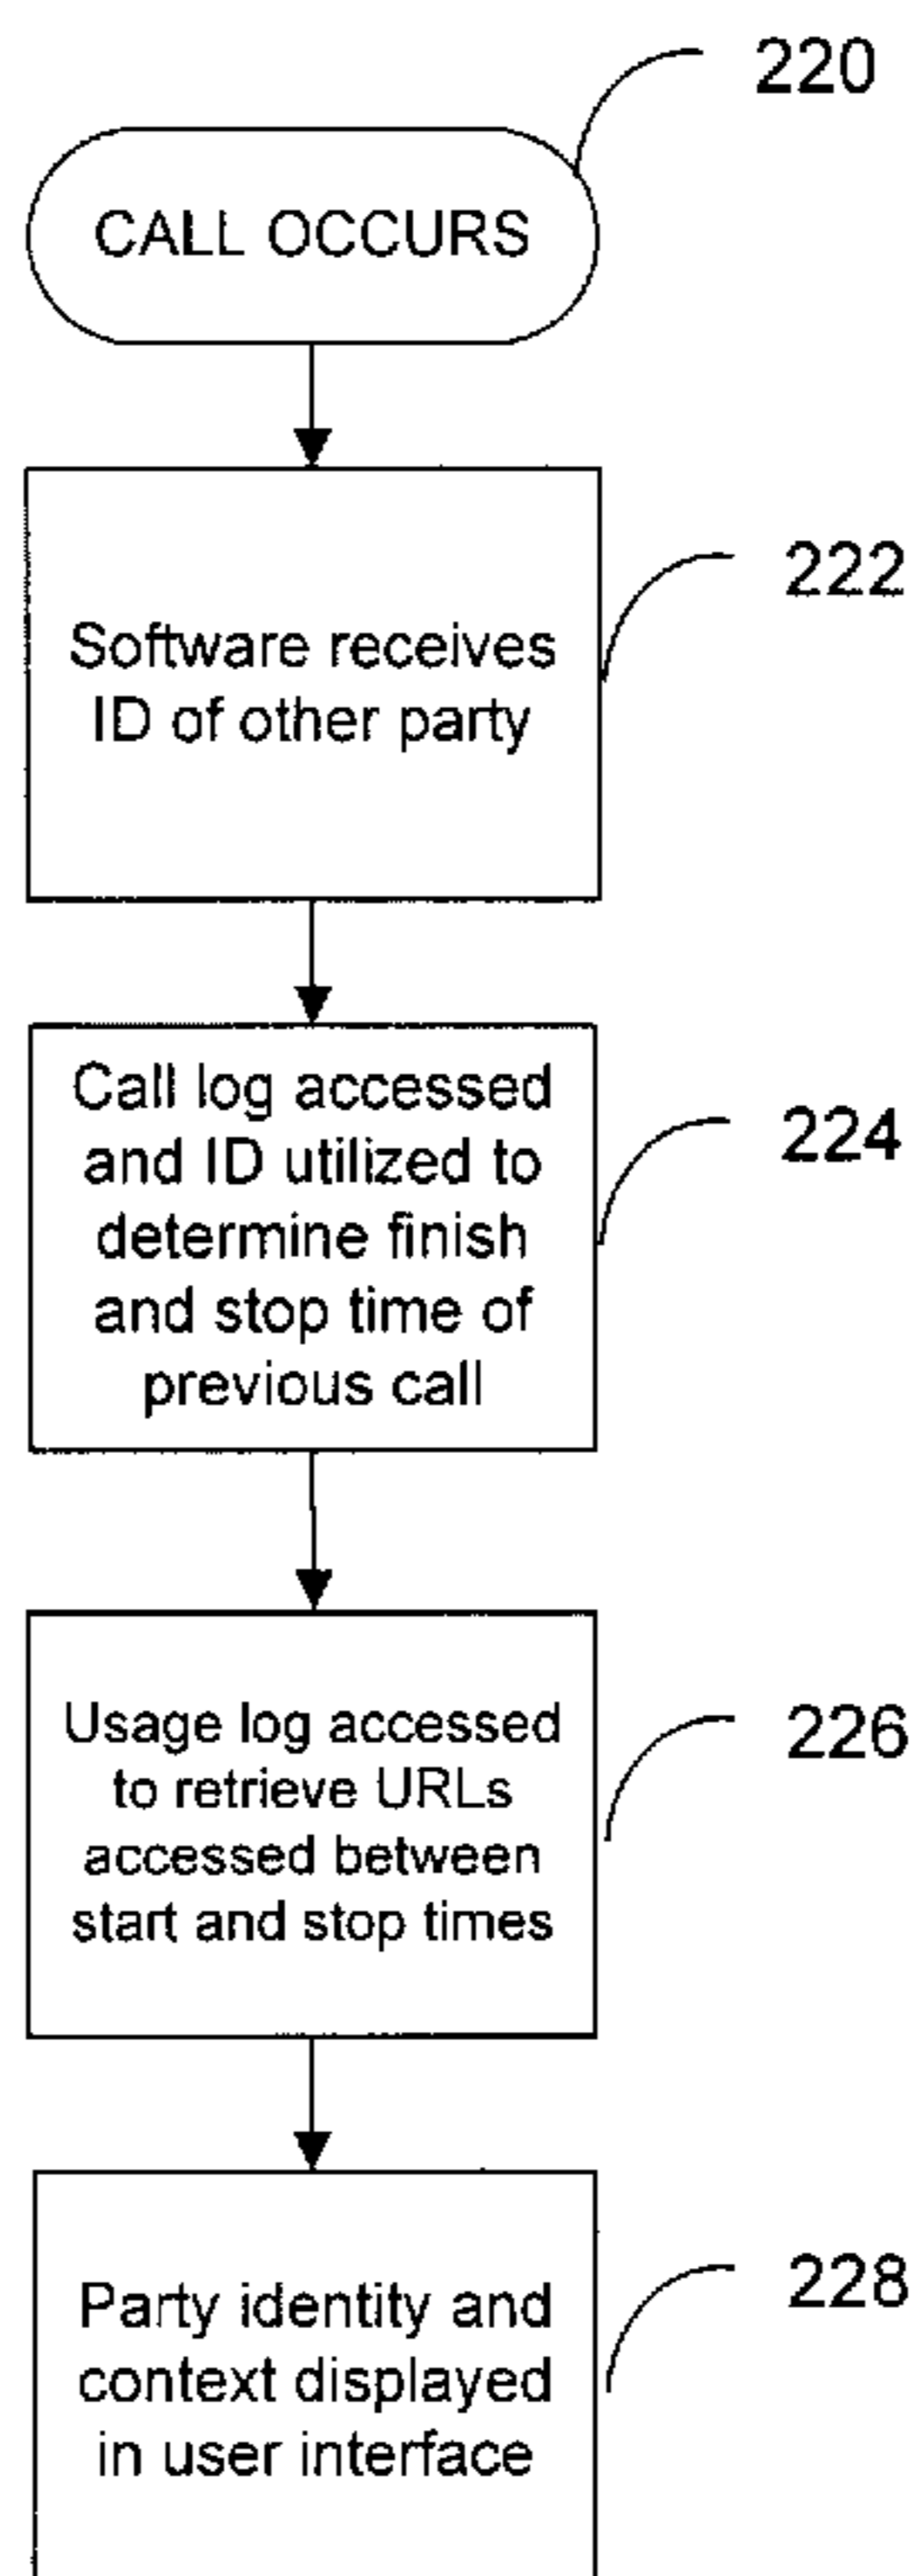 220
CALL OCCURS
222
Software receives
ID of other party
Call log accessed
224
and ID utilized to
determine finish
and stop time of
previous call
Usage log accessed
226
to retrieve URLs
accessed between
start and stop times
228
Party identity and
context displayed
in user interface